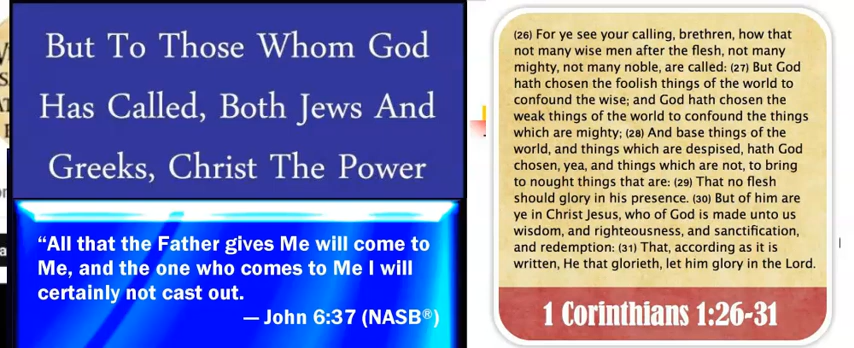 But To Those Whom God
Has Called, Both Jews And
Greeks, Christ The Power
“All that the Father gives Me will come to
Me, and the one who comes to Me I will
certainly not cast out.
— John 6:37 (NASB®)
(26) For ye see your calling, brethren, how that
not many wise men after the flesh, not many
mighty, not many noble, are called: (27) But God
hath chosen the foolish things of the world to
confound the wise; and God hath chosen the
weak things of the world to confound the things
which are mighty; (28) And base things of the
world, and things which are despised, hath God
chosen, yea, and things which are not, to bring
to nought things that are: (29) That no flesh
should glory in his presence. (30) But of him are
ye in Christ Jesus, who of God is made unto us
wisdom, and righteousness, and sanctification,
and redemption: (31) That, according as it is
written, He that glorieth, let him glory in the Lord.
1 Corinthians 1:26-31